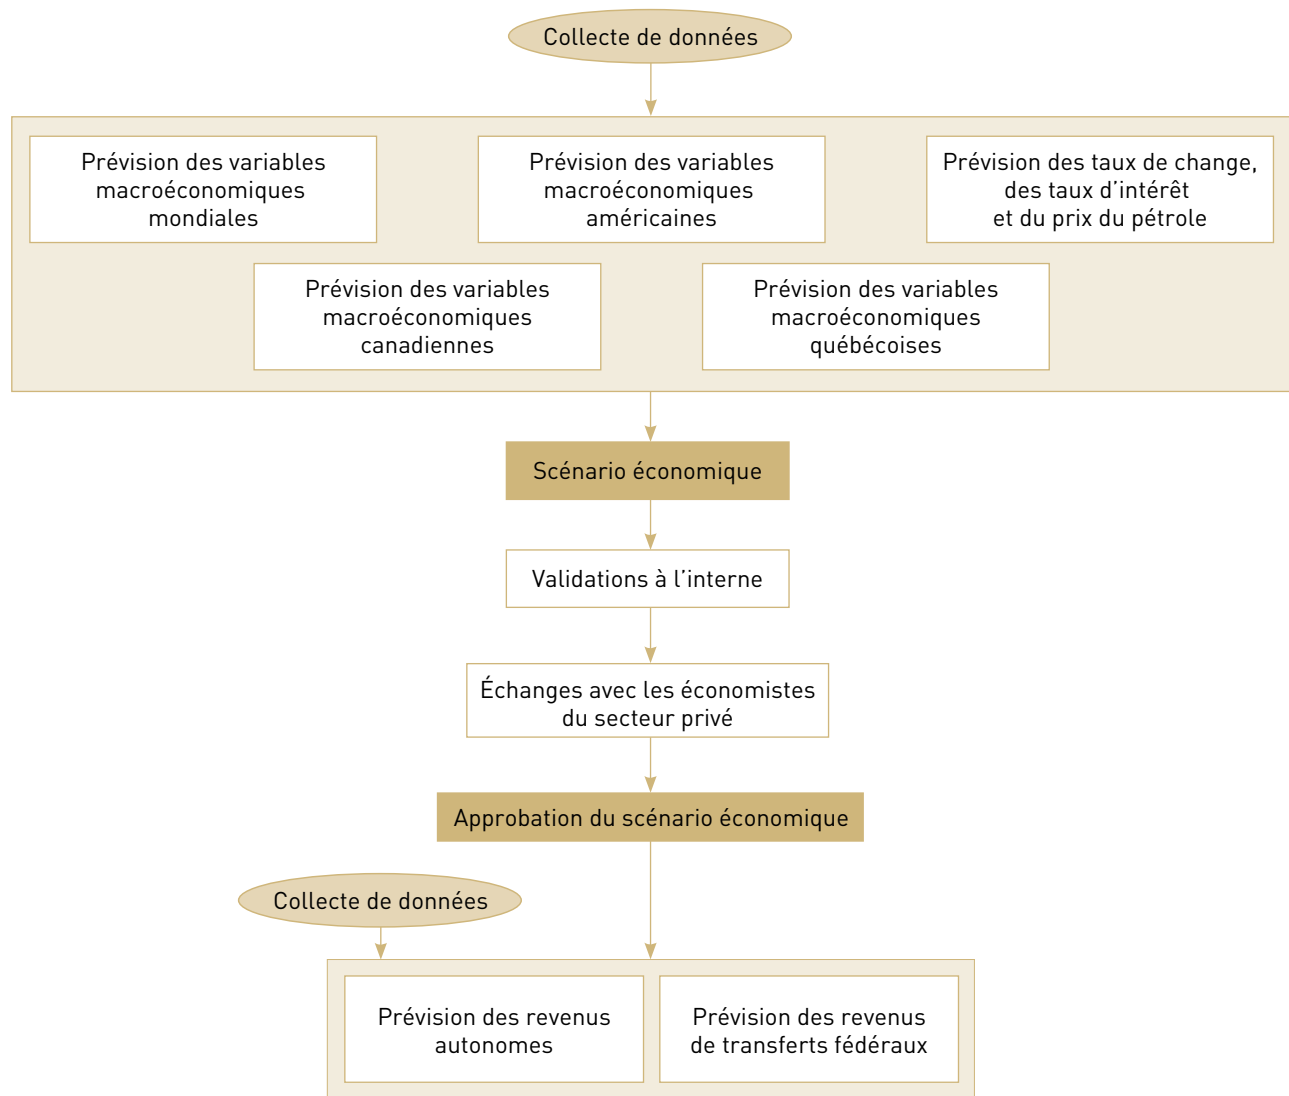 Collecte de données
Prévision des variables
macroéconomiques
mondiales
Prévision des variables
macroéconomiques
américaines
Prévision des taux de change,
des taux d’intérêt
et du prix du pétrole
Prévision des variables
macroéconomiques
canadiennes
Prévision des variables
macroéconomiques
québécoises
Scénario économique
Validations à l’interne
Échanges avec les économistes
du secteur privé
Approbation du scénario économique
Collecte de données
Prévision des revenus
autonomes
Prévision des revenus
de transferts fédéraux